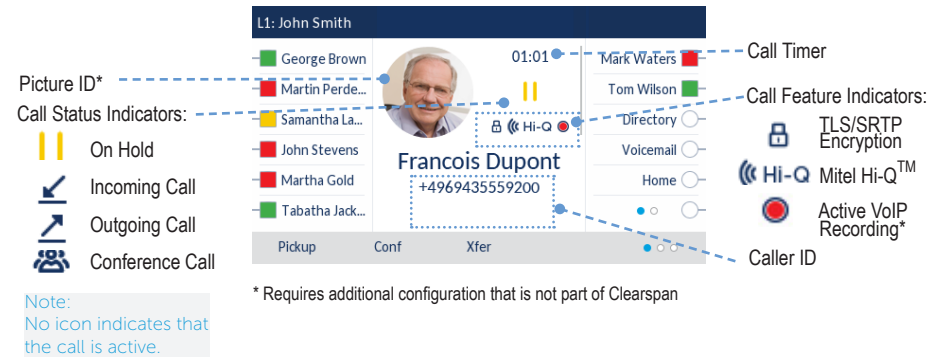 L1: John Smith
George Brown
Martin Perde...
Samantha La...
John Stevens
Martha Gold
Tabatha Jack...
01:01
Hi-Q
Francois Dupont
+4969435559200
Mark Waters
Tom Wilson
Directory
Voicemail
Home
Pickup Conf Xfer
Picture ID*
Call Status Indicators:
On Hold
Incoming Call
Outgoing Call
Conference Call
Note:
No icon indicates that
the call is active.
Call Timer
Call Feature Indicators:
TLS/SRTP
Encryption
Hi-Q Mitel Hi-Q™
Active VoIP
Recording*
Caller ID
* Requires additional configuration that is not part of Clearspan